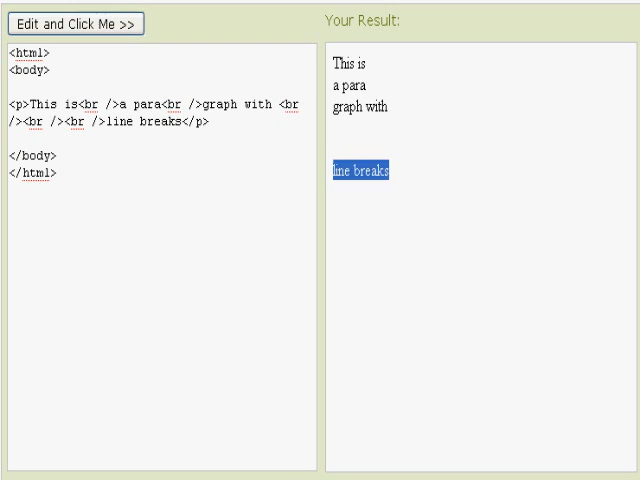 Edit and Click Me >>
<html>
<body>
<p>This is<br />a para<br />graph with <br
/><br /><br />line breaks</p>
</body>
</html>
Your Result:
This is
a para
graph with
line breaks